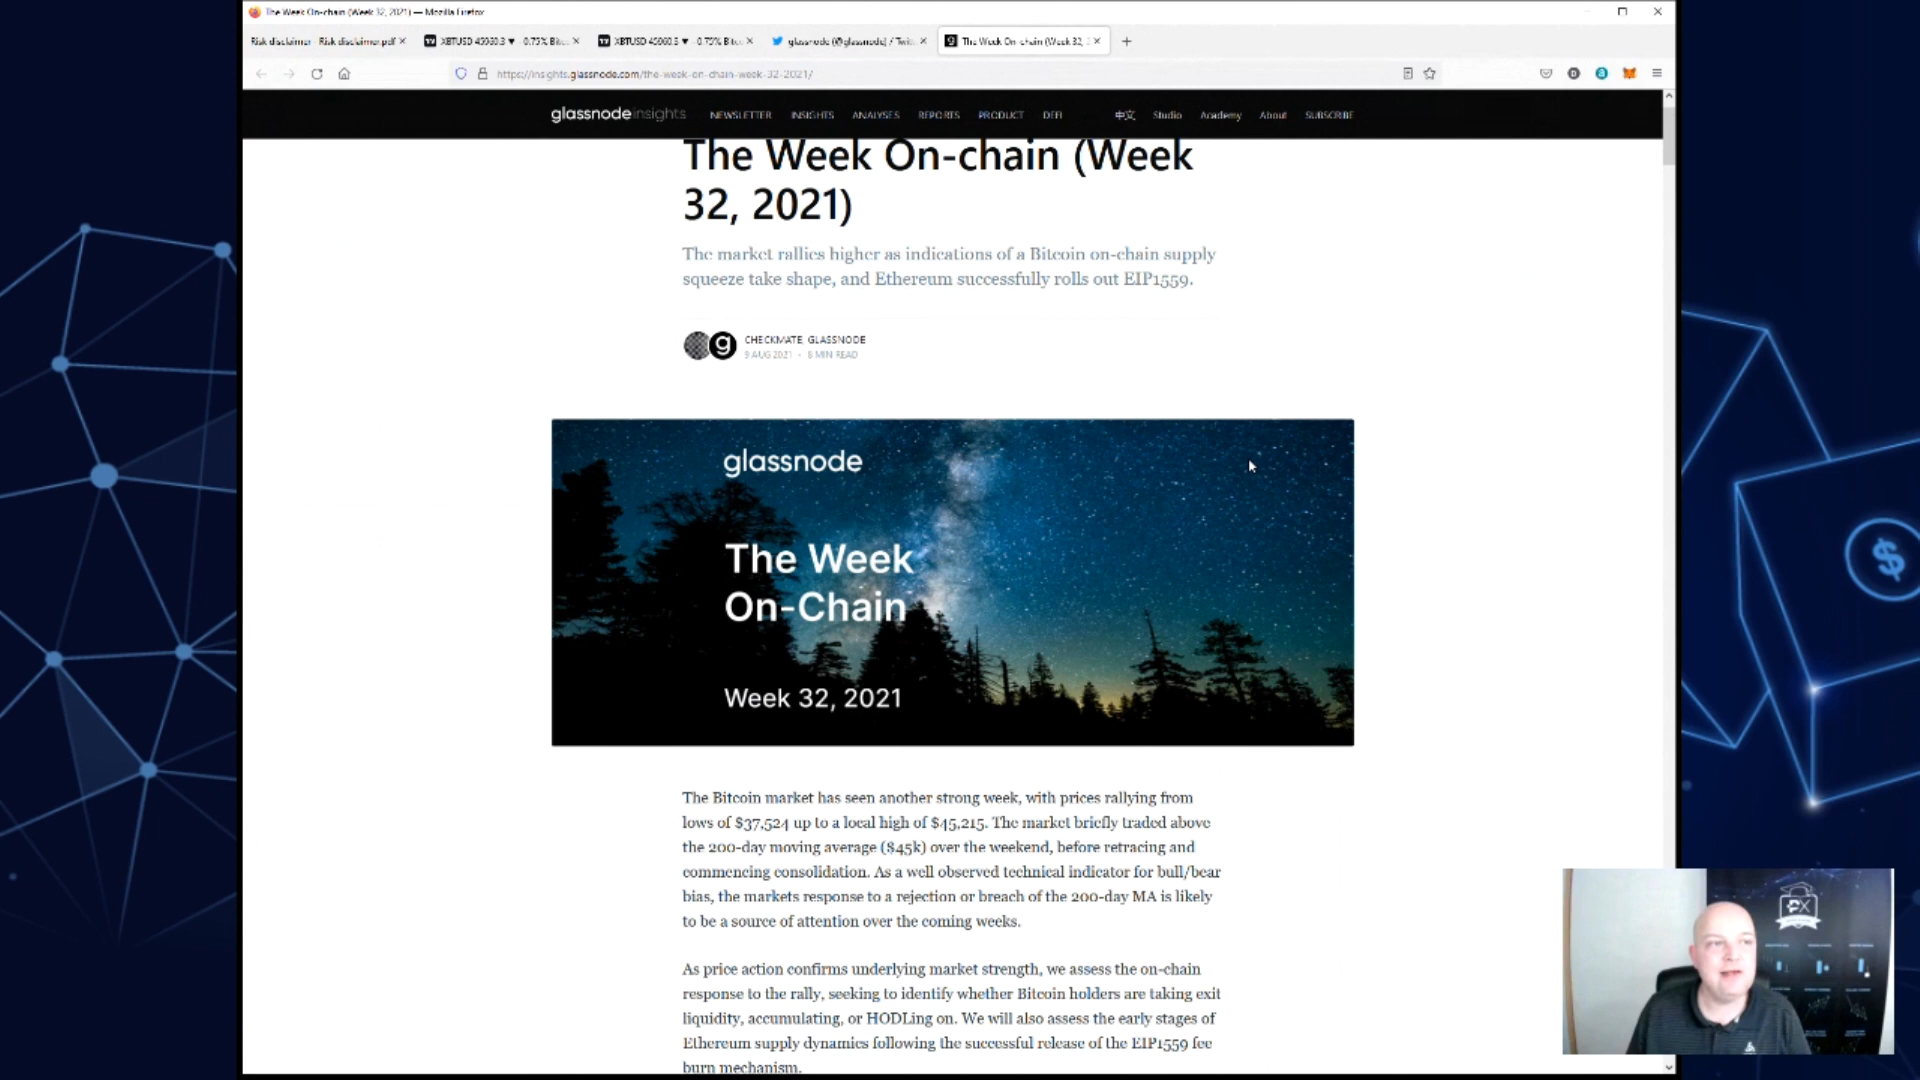 The Week On-chain (Week 32, 2021) — Mozilla Firefox
Risk disclaimer - Risk disclaimer.pdf
XBTUSD 45960.3 ▼ -0.75% Bitc
XBTUSD 45960.3 ▼ -0.75% Bitc
glassnode (@glassnode) / Twitt
The Week On-chain (Week 32,
https://insights.glassnode.com/the-week-on-chain-week-32-2021/
glassnode insights
NEWSLETTER INSIGHTS ANALYSES REPORTS PRODUCT DEFI 中文 Studio Academy About SUBSCRIBE
The Week On-chain (Week
32, 2021)
The market rallies higher as indications of a Bitcoin on-chain supply
squeeze take shape, and Ethereum successfully rolls out EIP1559.
CHECKMATE, GLASSNODE
9 AUG 2021 • 8 MIN READ
glassnode
The Week
On-Chain
Week 32, 2021
The Bitcoin market has seen another strong week, with prices rallying from
lows of $37,524 up to a local high of $45,215. The market briefly traded above
the 200-day moving average ($45k) over the weekend, before retracing and
commencing consolidation. As a well observed technical indicator for bull/bear
bias, the markets response to a rejection or breach of the 200-day MA is likely
to be a source of attention over the coming weeks.
As price action confirms underlying market strength, we assess the on-chain
response to the rally, seeking to identify whether Bitcoin holders are taking exit
liquidity, accumulating, or HODLing on. We will also assess the early stages of
Ethereum supply dynamics following the successful release of the EIP1559 fee
burn mechanism.